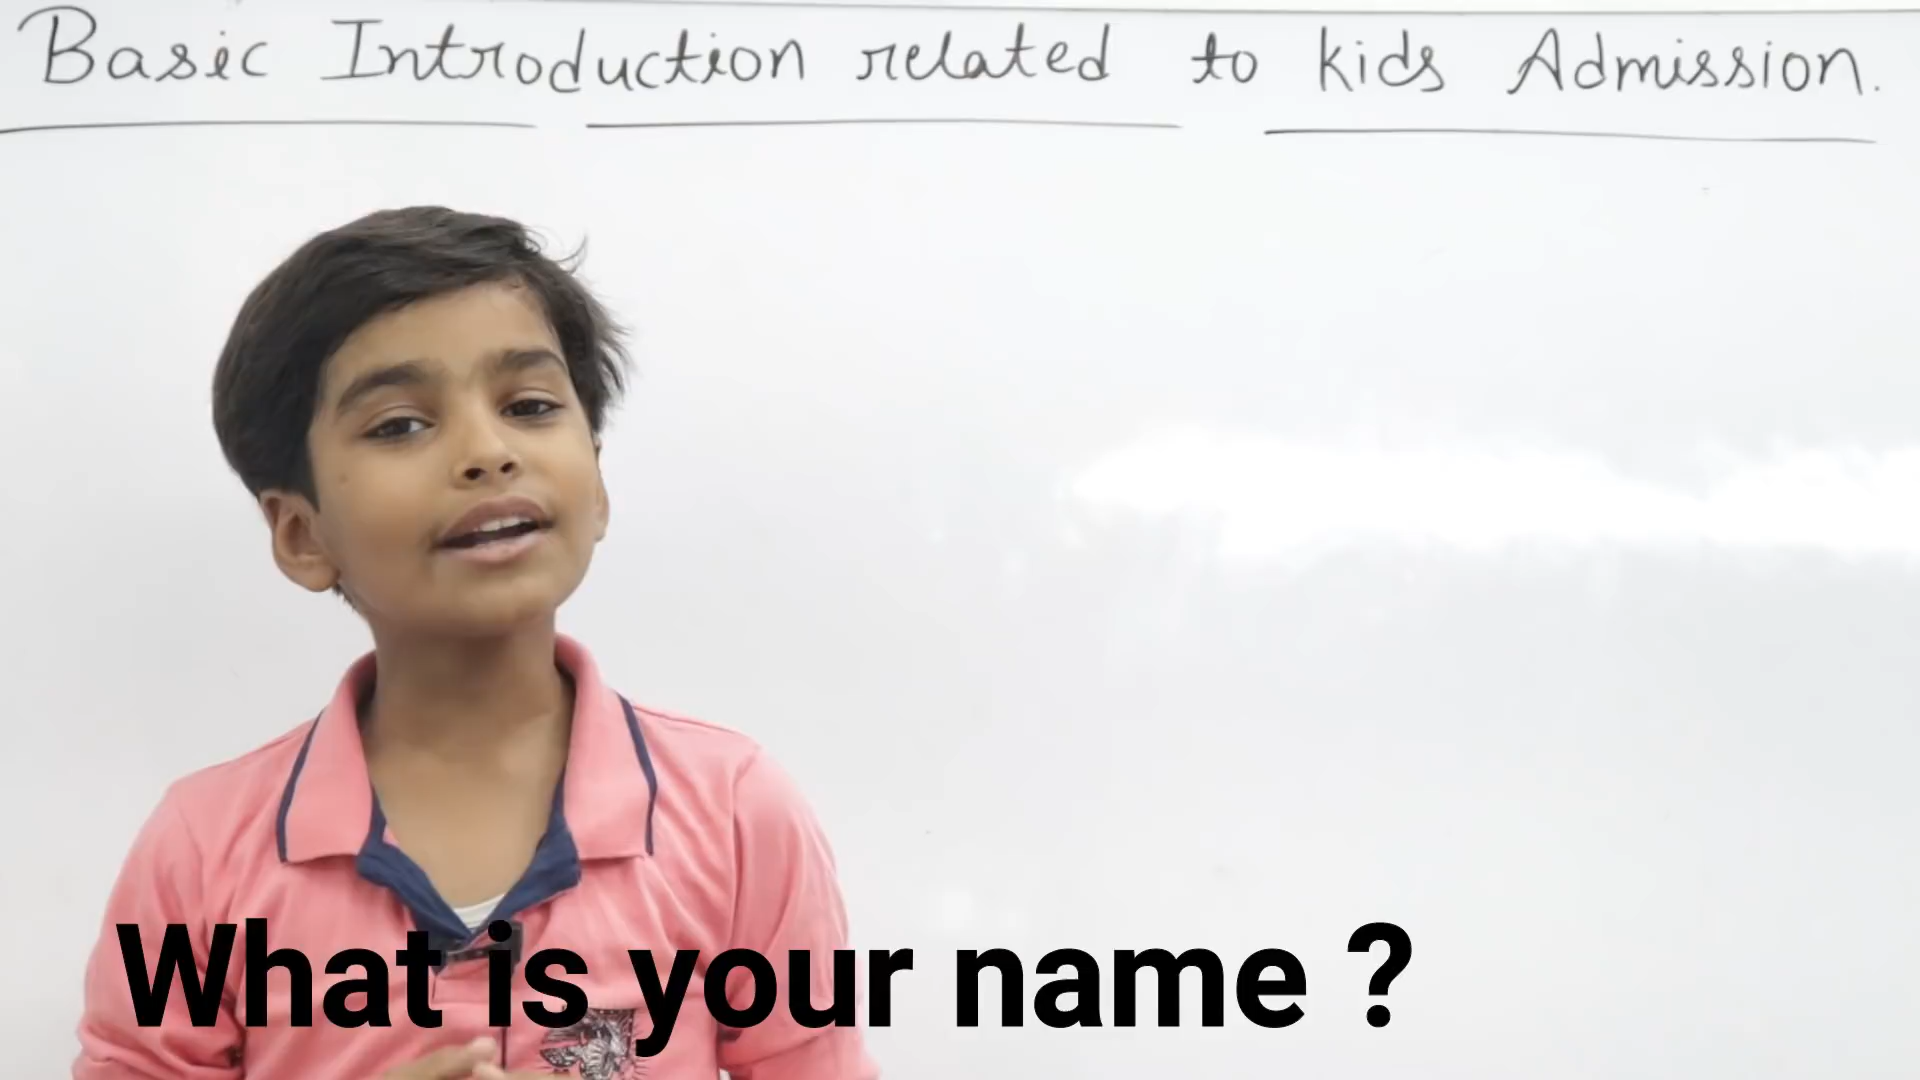 Basic Introduction related to kids Admission.
What is your name ?